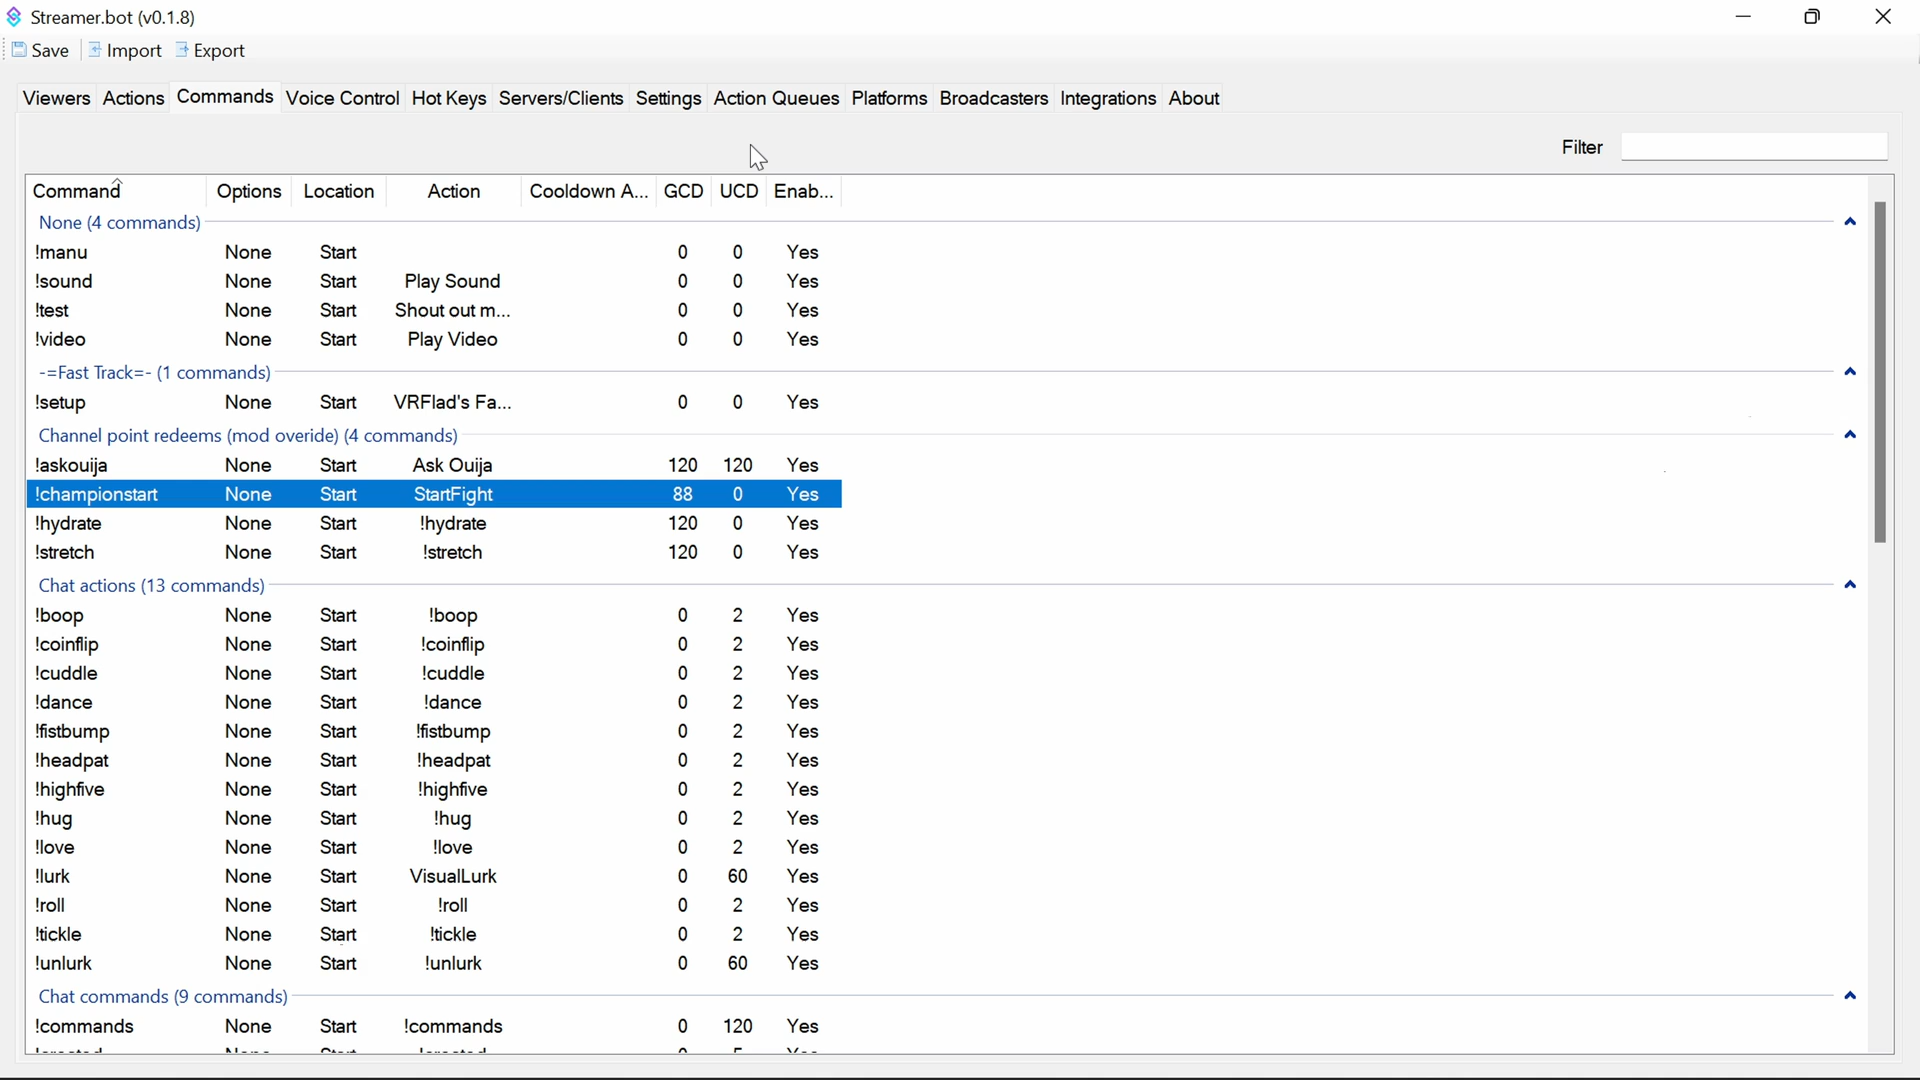 Streamer.bot (v0.1.8)
Save Import Export
Viewers Actions Commands Voice Control Hot Keys Servers/Clients Settings Action Queues Platforms Broadcasters Integrations About
Filter
Command Options Location Action Cooldown A... GCD UCD Enab...
None (4 commands)
!manu None Start 0 0 Yes
!sound None Start Play Sound 0 0 Yes
!test None Start Shout out m... 0 0 Yes
!video None Start Play Video 0 0 Yes
-=Fast Track=- (1 commands)
!setup None Start VRFlad's Fa... 0 0 Yes
Channel point redeems (mod overide) (4 commands)
!askouija None Start Ask Ouija 120 120 Yes
!championstart None Start StartFight 88 0 Yes
!hydrate None Start !hydrate 120 0 Yes
!stretch None Start !stretch 120 0 Yes
Chat actions (13 commands)
!boop None Start !boop 0 2 Yes
!coinflip None Start !coinflip 0 2 Yes
!cuddle None Start !cuddle 0 2 Yes
!dance None Start !dance 0 2 Yes
!fistbump None Start !fistbump 0 2 Yes
!headpat None Start !headpat 0 2 Yes
!highfive None Start !highfive 0 2 Yes
!hug None Start !hug 0 2 Yes
!love None Start !love 0 2 Yes
!lurk None Start VisualLurk 0 60 Yes
!roll None Start !roll 0 2 Yes
!tickle None Start !tickle 0 2 Yes
!unlurk None Start !unlurk 0 60 Yes
Chat commands (9 commands)
!commands None Start !commands 0 120 Yes